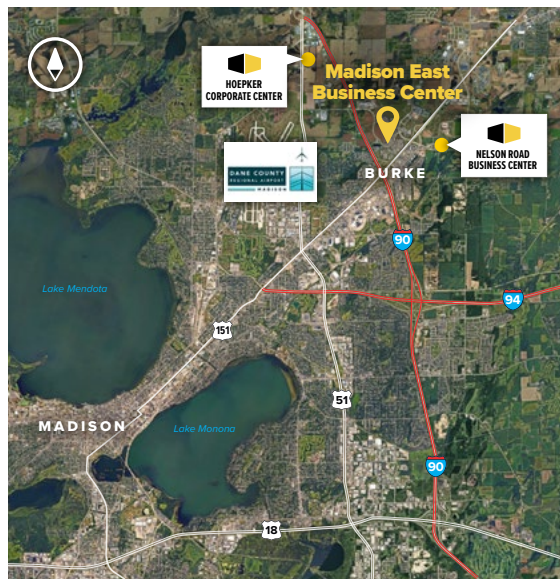 HOEPKER
CORPORATE CENTER
Madison East
Business Center
NELSON ROAD
BUSINESS CENTER
DANE COUNTY
REGIONAL AIRPORT
MADISON
BURKE
90
Lake Mendota
94
151
51
MADISON
Lake Monona
90
18